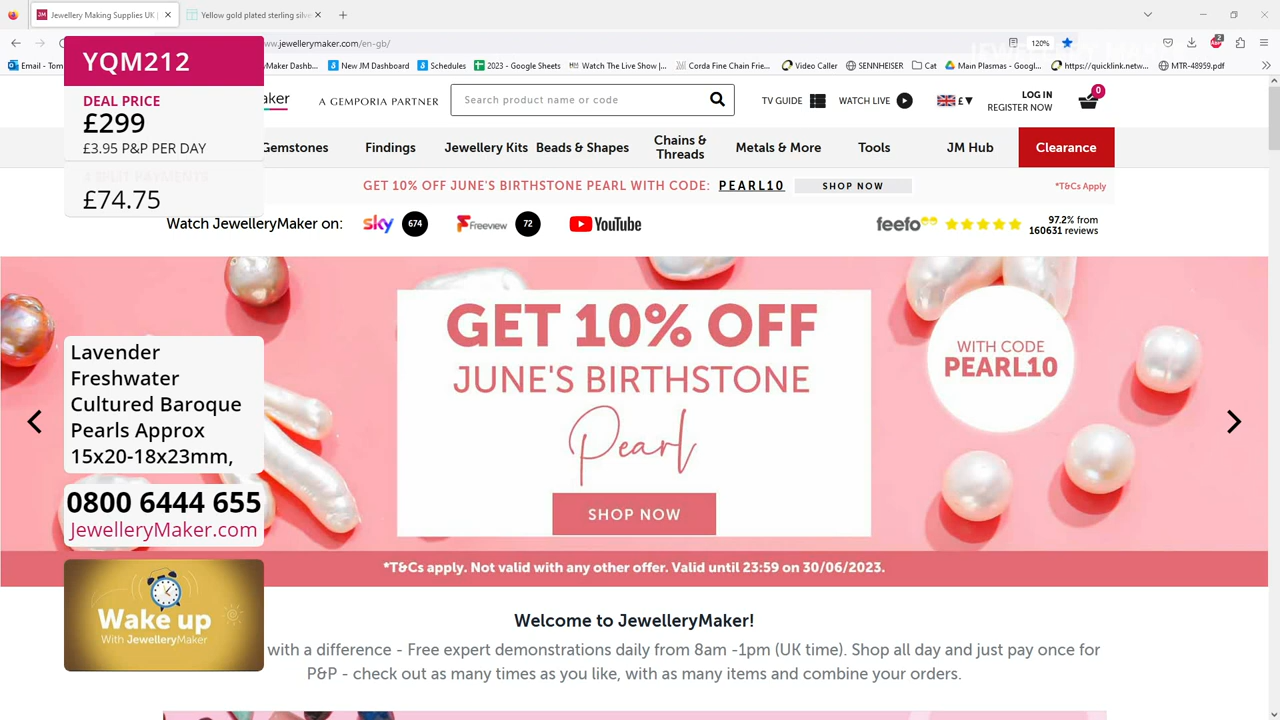 Jewellery Making Supplies UK |
Yellow gold plated sterling silve
ww.jewellerymaker.com/en-gb/
120%
2
Email - Tom
Maker Dashb...
New JM Dashboard
Schedules
2023 - Google Sheets
Watch The Live Show |...
Corda Fine Chain Frie...
Video Caller
SENNHEISER
Cat
Main Plasmas - Googl...
https://quicklink.netw...
MTR-48959.pdf
YQM212
DEAL PRICE
£299
£3.95 P&P PER DAY
4 SPLIT PAYMENTS
£74.75
aker
A GEMPORIA PARTNER
Search product name or code
TV GUIDE
WATCH LIVE
£
LOG IN
REGISTER NOW
0
Gemstones
Findings
Jewellery Kits
Beads & Shapes
Chains &
Threads
Metals & More
Tools
JM Hub
Clearance
GET 10% OFF JUNE'S BIRTHSTONE PEARL WITH CODE: PEARL10
SHOP NOW
*T&Cs Apply
Watch JewelleryMaker on:
sky
674
Freeview
72
YouTube
feefo
97.2% from
160631 reviews
GET 10% OFF
JUNE'S BIRTHSTONE
Pearl
SHOP NOW
WITH CODE
PEARL10
Lavender
Freshwater
Cultured Baroque
Pearls Approx
15x20-18x23mm,
0800 6444 655
JewelleryMaker.com
*T&Cs apply. Not valid with any other offer. Valid until 23:59 on 30/06/2023.
Wake up
With JewelleryMaker
Welcome to JewelleryMaker!
with a difference - Free expert demonstrations daily from 8am -1pm (UK time). Shop all day and just pay once for
P&P - check out as many times as you like, with as many items and combine your orders.